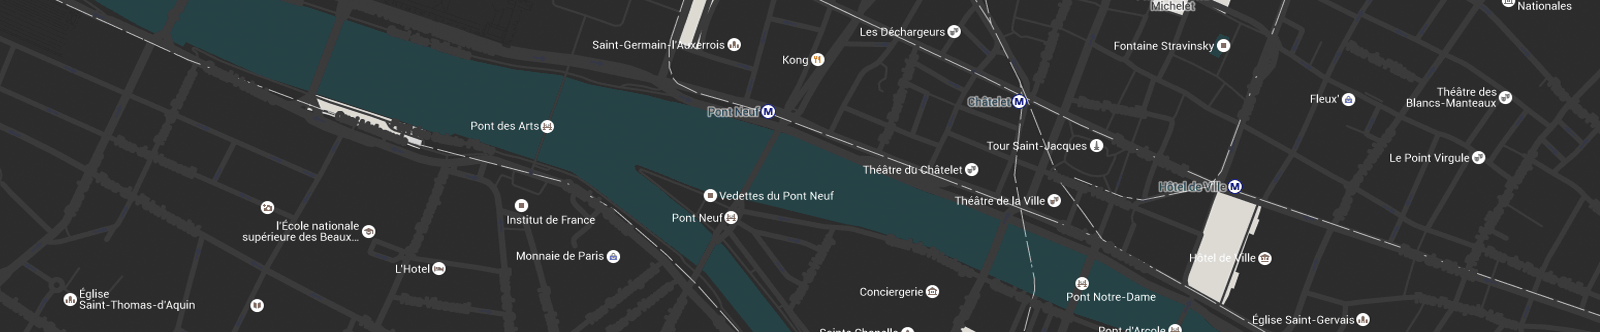 Michelet
Nationales
Les Déchargeurs
Saint-Germain-l'Auxerrois
Fontaine Stravinsky
Kong
Fleux'
Théâtre des
Blancs-Manteaux
Châtelet M
Pont Neuf M
Pont des Arts
Tour Saint-Jacques
Le Point Virgule
Théâtre du Châtelet
Hôtel de Ville M
Vedettes du Pont Neuf
Théâtre de la Ville
Pont Neuf
Institut de France
l'École nationale
supérieure des Beaux...
Monnaie de Paris
Hôtel de Ville
L'Hotel
Conciergerie
Pont Notre-Dame
Église
Saint-Thomas-d'Aquin
Église Saint-Gervais
Sainte Chapelle
Pont d'Arcole